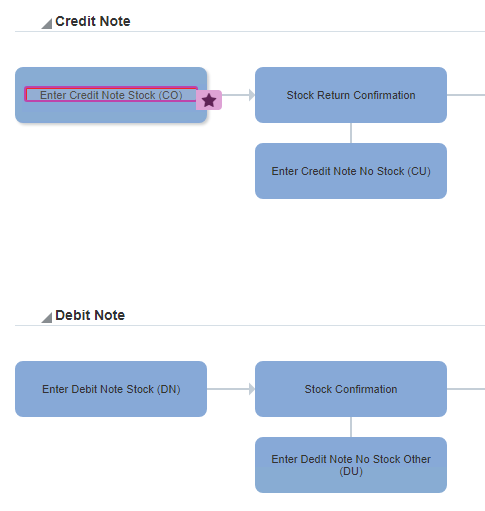 Credit Note
Enter Credit Note Stock (CO)
Stock Return Confirmation
Enter Credit Note No Stock (CU)
Debit Note
Enter Debit Note Stock (DN)
Stock Confirmation
Enter Dedit Note No Stock Other
(DU)